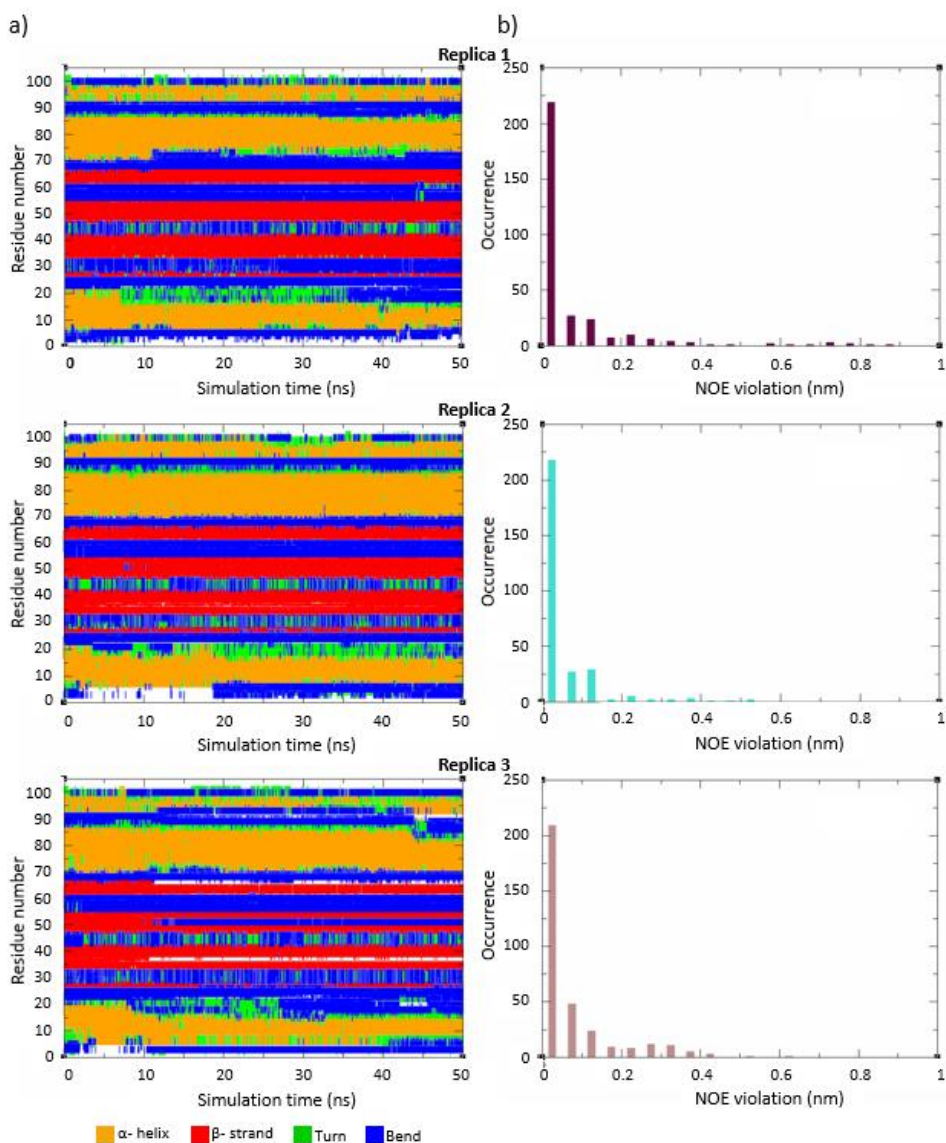 a)
b)
Replica 1
Residue number
100
90
80
70
60
50
40
30
20
10
0
0 10 20 30 40 50
Simulation time (ns)
Occurrence
250
200
150
100
50
0
0 0.2 0.4 0.6 0.8 1
NOE violation (nm)
Replica 2
Residue number
100
90
80
70
60
50
40
30
20
10
0
0 10 20 30 40 50
Simulation time (ns)
Occurrence
250
200
150
100
50
0
0 0.2 0.4 0.6 0.8 1
NOE violation (nm)
Replica 3
Residue number
100
90
80
70
60
50
40
30
20
10
0
0 10 20 30 40 50
Simulation time (ns)
Occurrence
250
200
150
100
50
0
0 0.2 0.4 0.6 0.8 1
NOE violation (nm)
α- helix β- strand Turn Bend